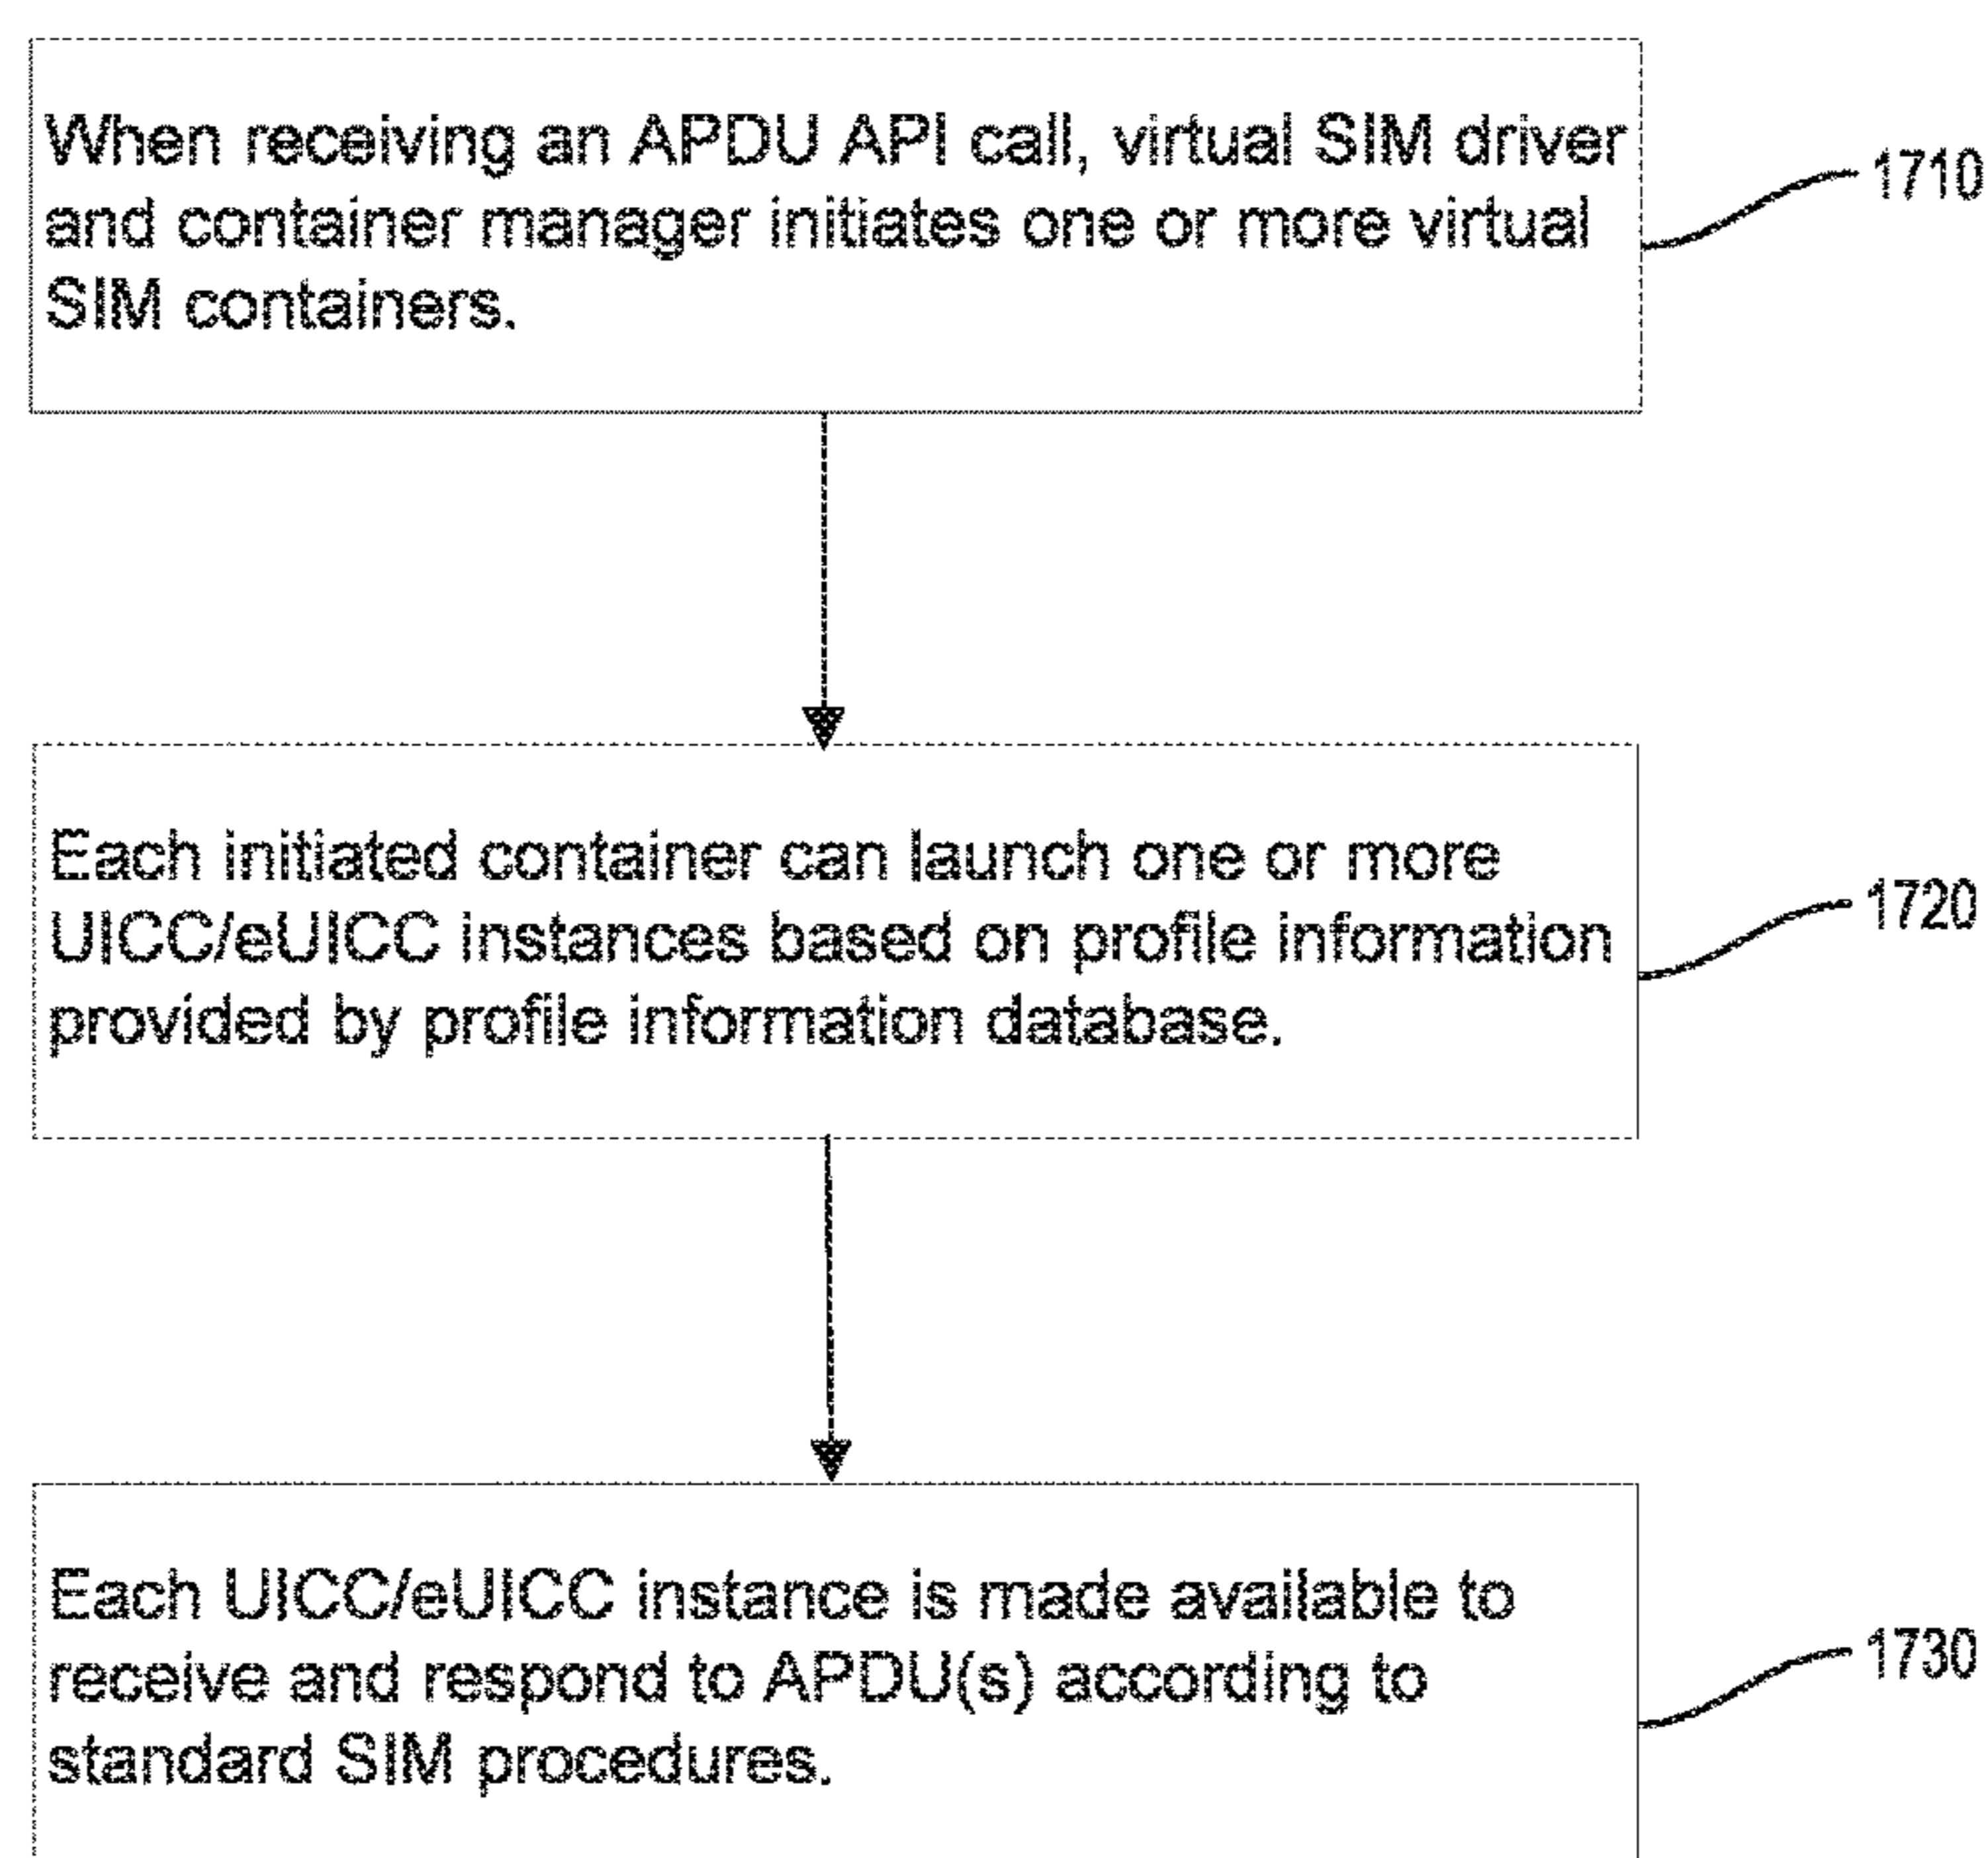 When receiving an APDU API call, virtual SIM driver
and container manager initiates one or more virtual
SIM containers.
1710
Each initiated container can launch one or more
UICC/eUICC instances based on profile information
provided by profile information database.
1720
Each UICC/eUICC instance is made available to
receive and respond to APDU(s) according to
standard SIM procedures.
1730